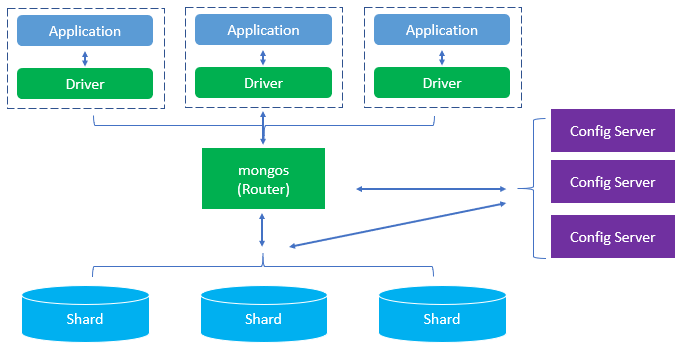 Application
Driver
Application
Driver
Application
Driver
mongos
(Router)
Config Server
Config Server
Config Server
Shard
Shard
Shard